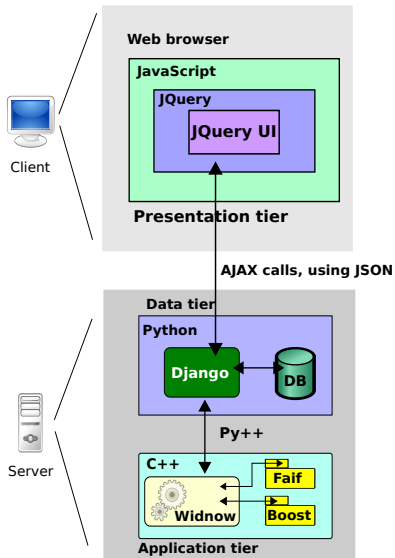 Web browser
JavaScript
JQuery
JQuery UI
Client
Presentation tier
AJAX calls, using JSON
Data tier
Python
Django
DB
Py++
Server
C++
Faif
Widnow
Boost
Application tier